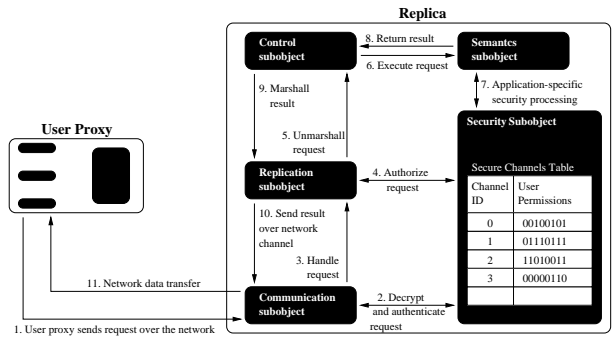 Replica
8. Return result
Control
subobject
Semantcs
subobject
6. Execute request
9. Marshall
result
7. Application-specific
security processing
5. Unmarshall
request
User Proxy
Security Subobject
Secure Channels Table
Replication
subobject
4. Authorize
request
Channel
ID
User
Permissions
0 00100101
1 01110111
2 11010011
3 00000110
10. Send result
over network
channel
3. Handle
request
11. Network data transfer
Communication
subobject
2. Decrypt
and authenticate
request
1. User proxy sends request over the network